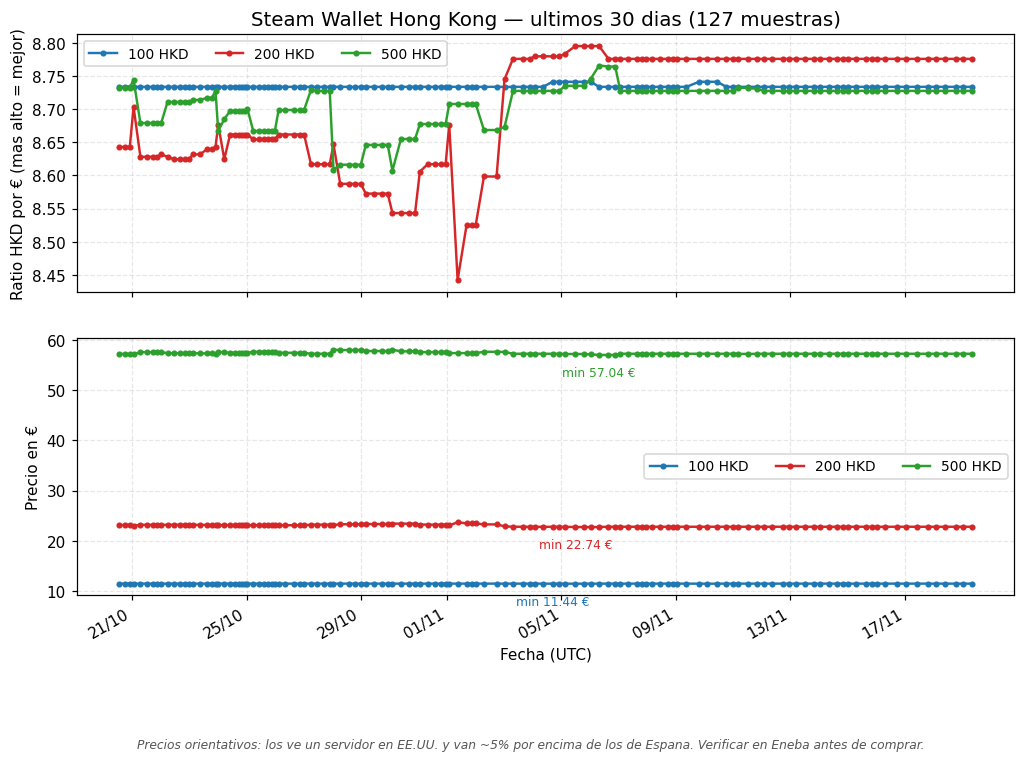 Steam Wallet Hong Kong — ultimos 30 dias (127 muestras)
Ratio HKD por € (mas alto = mejor)
8.80
8.75
8.70
8.65
8.60
8.55
8.50
8.45
100 HKD 200 HKD 500 HKD
Precio en €
60
50
40
30
20
10
min 57.04 €
100 HKD 200 HKD 500 HKD
min 22.74 €
min 11.44 €
21/10 25/10 29/10 01/11 05/11 09/11 13/11 17/11
Fecha (UTC)
Precios orientativos: los ve un servidor en EE.UU. y van ~5% por encima de los de Espana. Verificar en Eneba antes de comprar.